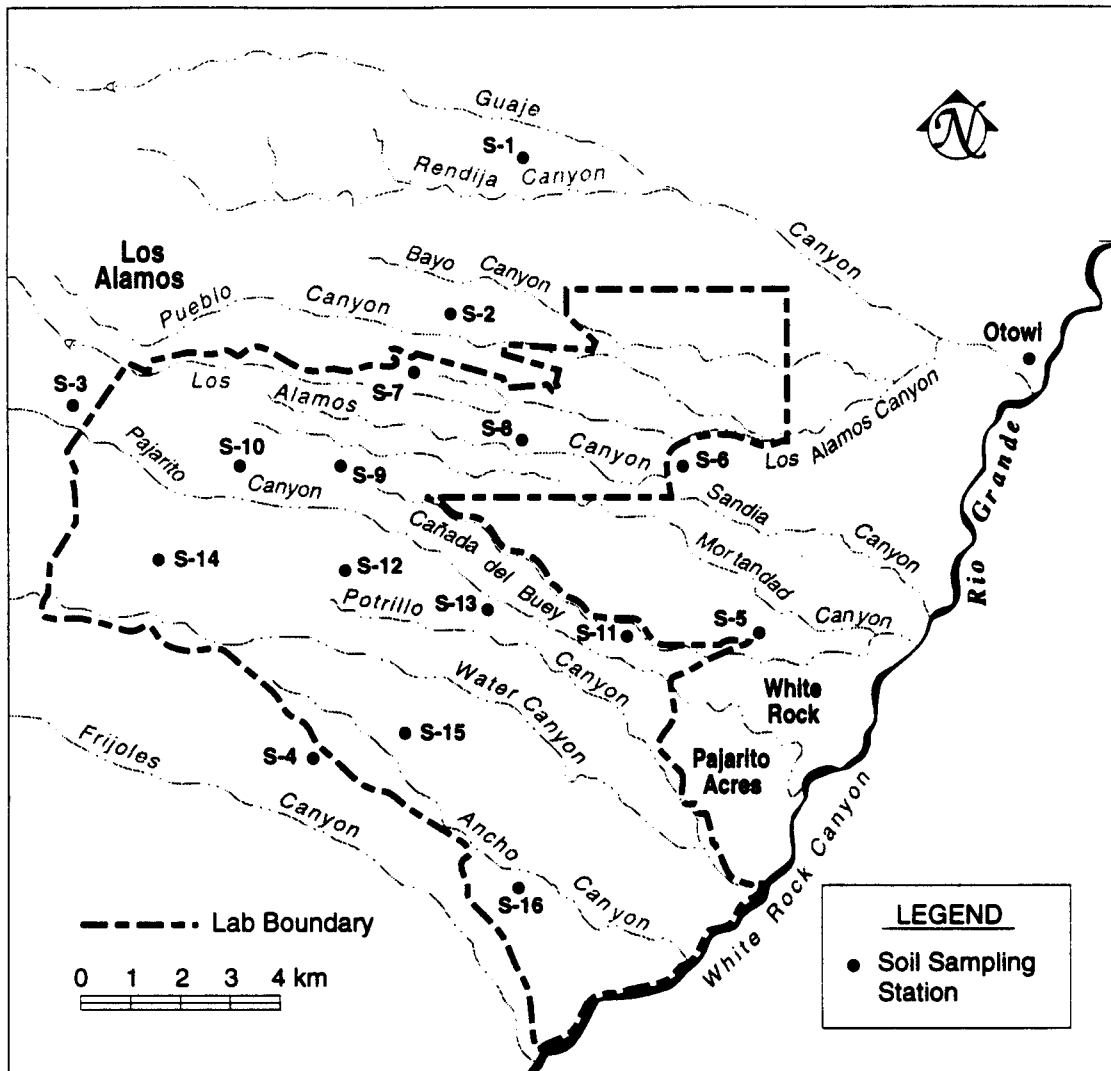 Guaje
S-1
Rendija Canyon
Canyon
N
Los
Alamos
Bayo Canyon
Pueblo Canyon
S-2
Otowi
S-3
S-7
Los Alamos Canyon
S-8
Los Alamos Canyon
S-6
S-10
S-9
Pajarito Canyon
Sandia Canyon
Rio Grande
Cañada del Buey
Mortandad Canyon
S-14
S-12
Potrillo Canyon
S-13
S-11
S-5
White
Rock
Water Canyon
S-15
S-4
Pajarito
Acres
Frijoles Canyon
Ancho Canyon
S-16
White Rock Canyon
Lab Boundary
0 1 2 3 4 km
LEGEND
Soil Sampling
Station